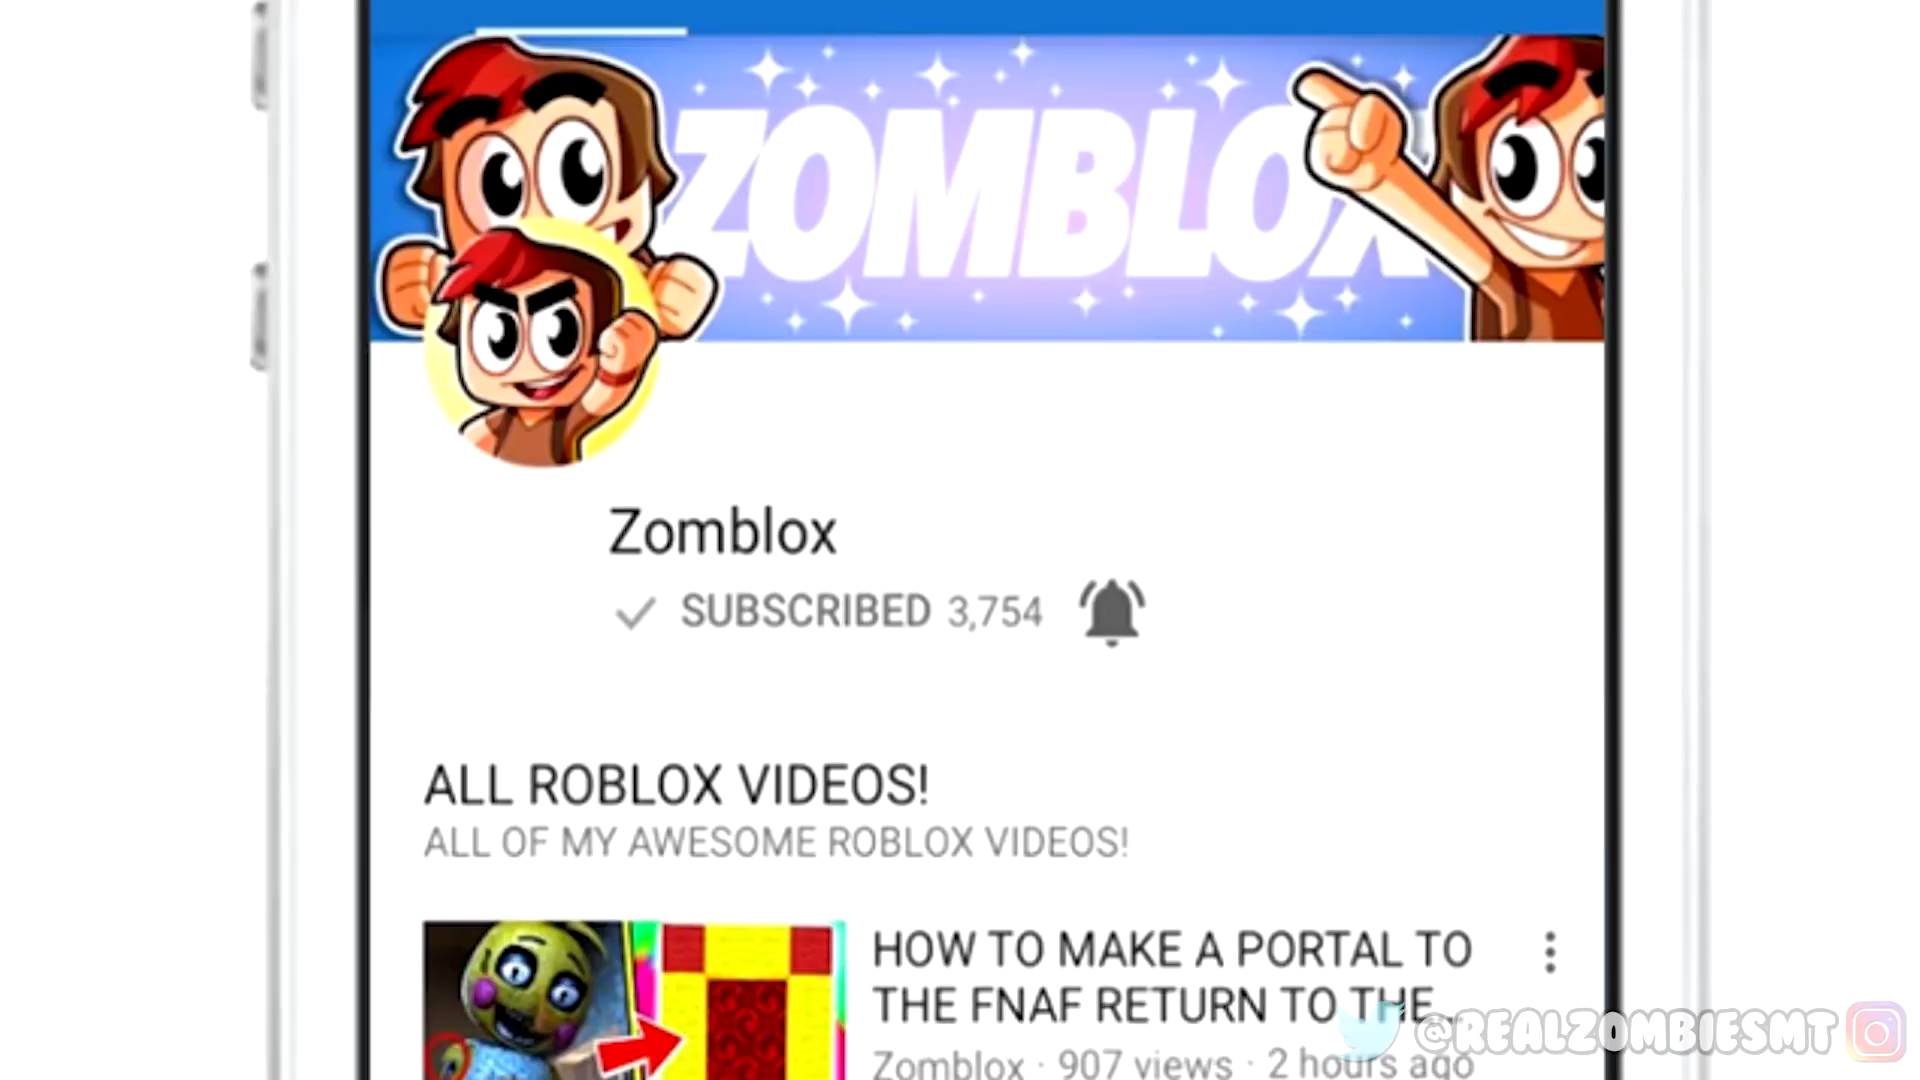 ZOMBLOX
Zomblox
SUBSCRIBED 3,754
ALL ROBLOX VIDEOS!
ALL OF MY AWESOME ROBLOX VIDEOS!
HOW TO MAKE A PORTAL TO
THE FNAF RETURN TO THE...
Zomblox · 907 views · 2 hours ago
@REALZOMBIESMT